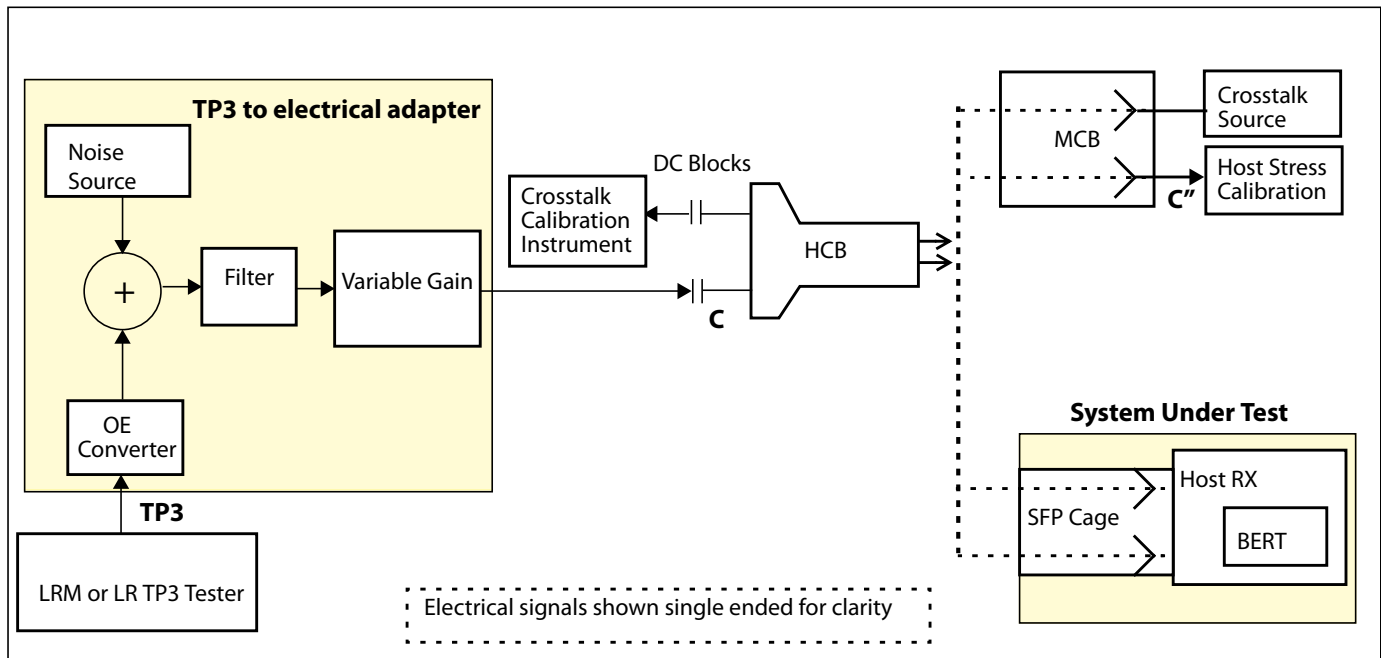 TP3 to electrical adapter
Noise
Source
+
Filter
Variable Gain
OE
Converter
TP3
LRM or LR TP3 Tester
DC Blocks
Crosstalk
Calibration
Instrument
C
HCB
MCB
Crosstalk
Source
Host Stress
Calibration
C”
System Under Test
Host RX
SFP Cage
BERT
Electrical signals shown single ended for clarity